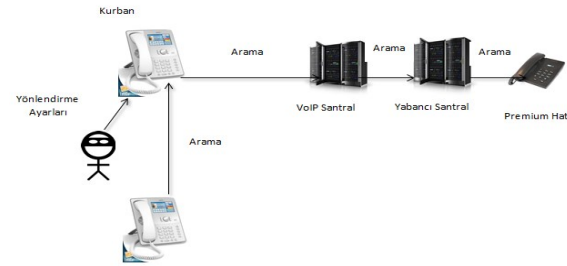 Kurban
Arama
Arama
Arama
Yönlendirme
Ayarları
VoIP Santral
Yabancı Santral
Premium Hat
Arama